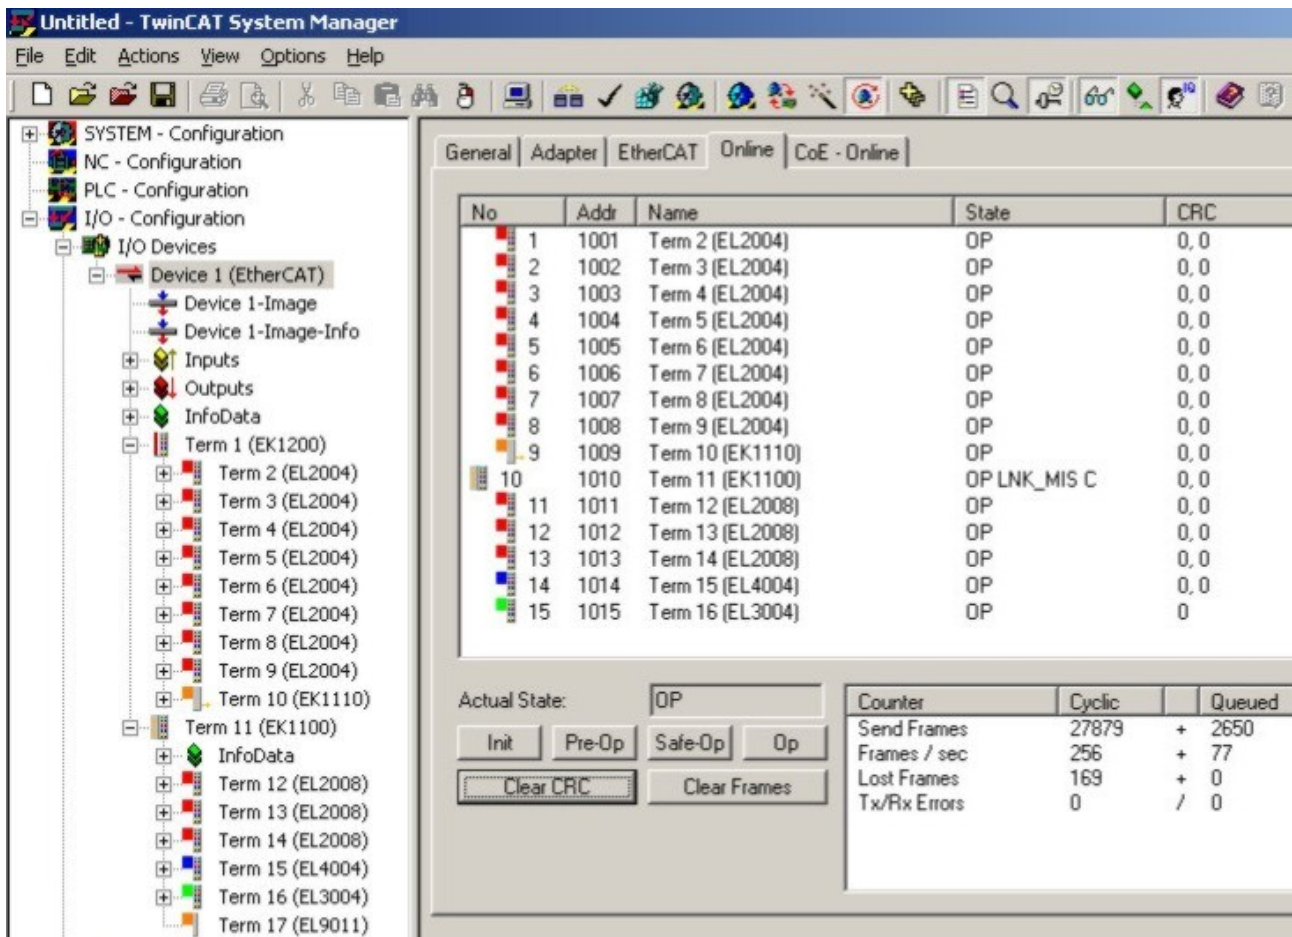 Untitled - TwinCAT System Manager
File Edit Actions View Options Help
SYSTEM - Configuration
NC - Configuration
PLC - Configuration
I/O - Configuration
I/O Devices
Device 1 (EtherCAT)
Device 1-Image
Device 1-Image-Info
Inputs
Outputs
InfoData
Term 1 (EK1200)
Term 2 (EL2004)
Term 3 (EL2004)
Term 4 (EL2004)
Term 5 (EL2004)
Term 6 (EL2004)
Term 7 (EL2004)
Term 8 (EL2004)
Term 9 (EL2004)
Term 10 (EK1110)
Term 11 (EK1100)
InfoData
Term 12 (EL2008)
Term 13 (EL2008)
Term 14 (EL2008)
Term 15 (EL4004)
Term 16 (EL3004)
Term 17 (EL9011)
General Adapter EtherCAT Online CoE - Online
No Addr Name State CRC
1 1001 Term 2 (EL2004) OP 0, 0
2 1002 Term 3 (EL2004) OP 0, 0
3 1003 Term 4 (EL2004) OP 0, 0
4 1004 Term 5 (EL2004) OP 0, 0
5 1005 Term 6 (EL2004) OP 0, 0
6 1006 Term 7 (EL2004) OP 0, 0
7 1007 Term 8 (EL2004) OP 0, 0
8 1008 Term 9 (EL2004) OP 0, 0
9 1009 Term 10 (EK1110) OP 0, 0
10 1010 Term 11 (EK1100) OP LNK_MIS C 0, 0
11 1011 Term 12 (EL2008) OP 0, 0
12 1012 Term 13 (EL2008) OP 0, 0
13 1013 Term 14 (EL2008) OP 0, 0
14 1014 Term 15 (EL4004) OP 0, 0
15 1015 Term 16 (EL3004) OP 0
Actual State: OP
Init Pre-Op Safe-Op Op
Clear CRC Clear Frames
Counter Cyclic Queued
Send Frames 27879 + 2650
Frames / sec 256 + 77
Lost Frames 169 + 0
Tx/Rx Errors 0 / 0